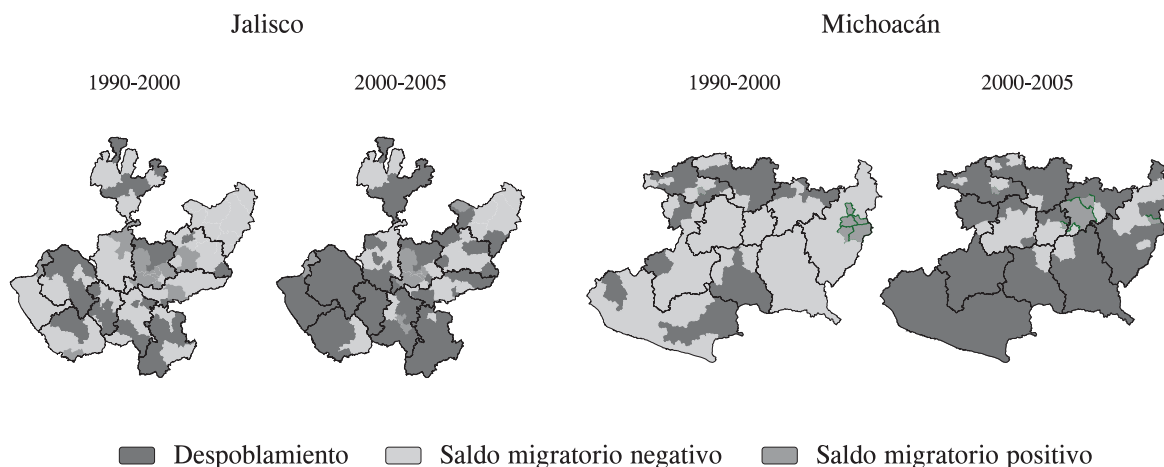 Jalisco
Michoacán
1990-2000
2000-2005
1990-2000
2000-2005
Despoblamiento
Saldo migratorio negativo
Saldo migratorio positivo